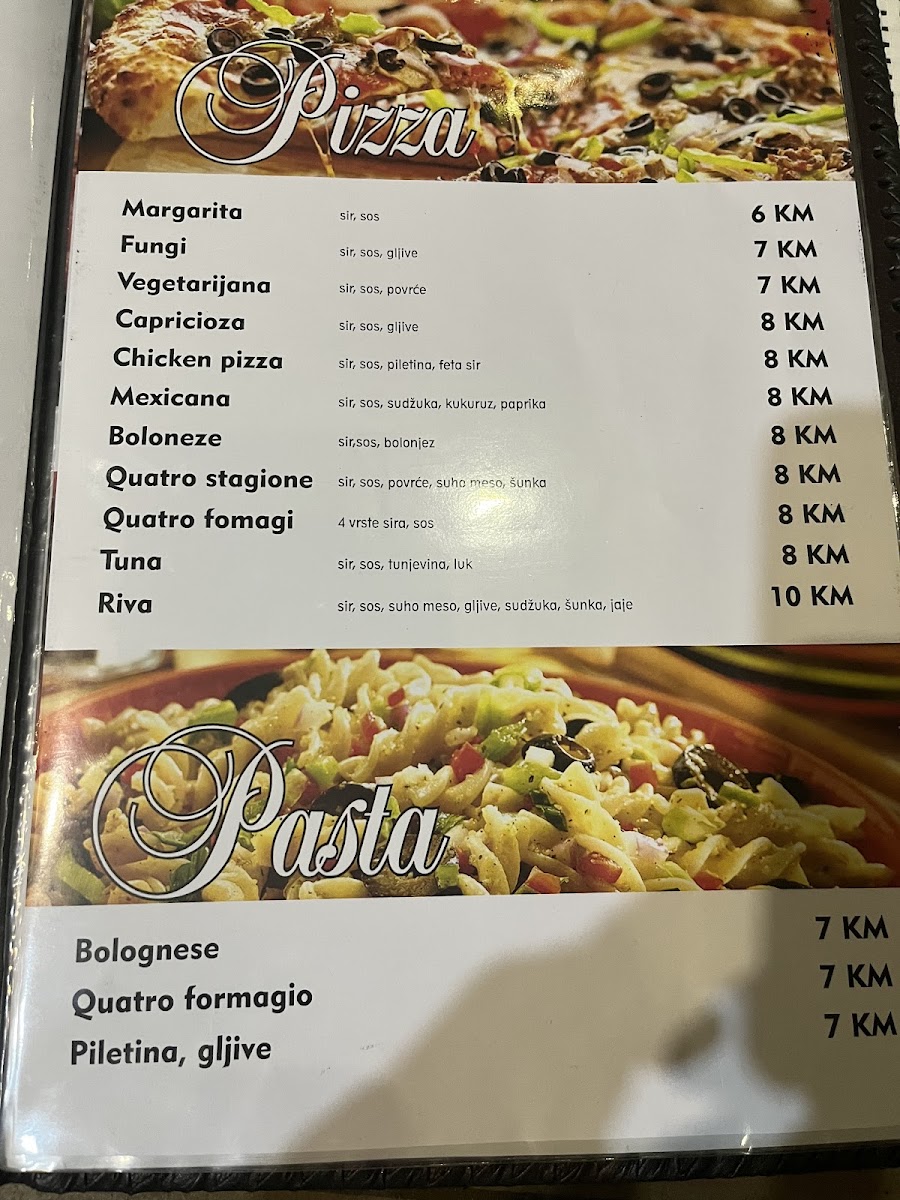 Pizza
Margarita sir, sos 6 KM
Fungi sir, sos, gljive 7 KM
Vegetarijana sir, sos, povrće 7 KM
Capricioza sir, sos, gljive 8 KM
Chicken pizza sir, sos, piletina, feta sir 8 KM
Mexicana sir, sos, sudžuka, kukuruz, paprika 8 KM
Boloneze sir,sos, bolonjez 8 KM
Quatro stagione sir, sos, povrće, suho meso, šunka 8 KM
Quatro fomagi 4 vrste sira, sos 8 KM
Tuna sir, sos, tunjevina, luk 8 KM
Riva sir, sos, suho meso, gljive, sudžuka, šunka, jaje 10 KM
Pasta
Bolognese 7 KM
Quatro formagio 7 KM
Piletina, gljive 7 KM